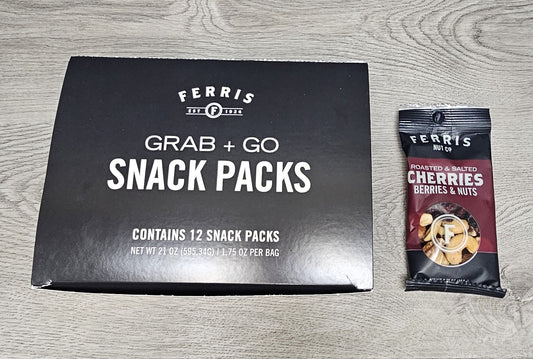 FERRIS
EST F 1924
GRAB + GO
SNACK PACKS
CONTAINS 12 SNACK PACKS
NET WT 21 OZ (595.34G) | 1.75 OZ PER BAG
FERRIS
NUT CO
ROASTED & SALTED
CHERRIES
BERRIES & NUTS
F